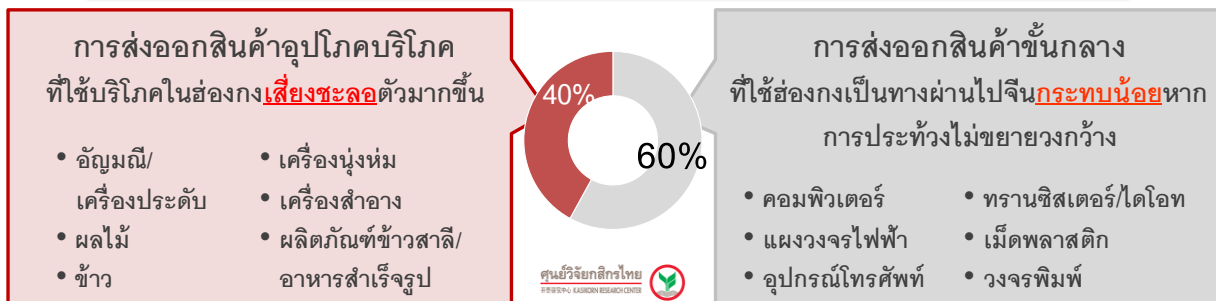 การส่งออกสินค้าอุปโภคบริโภค
ที่ใช้บริโภคในฮ่องกงเสี่ยงชะลอตัวมากขึ้น
• อัญมณี/
เครื่องประดับ
• ผลไม้
• ข้าว
• เครื่องนุ่งห่ม
• เครื่องสำอาง
• ผลิตภัณฑ์ข้าวสาลี/
อาหารสำเร็จรูป
40%
60%
ศูนย์วิจัยกสิกรไทย
KASIKORN RESEARCH CENTER
การส่งออกสินค้าขั้นกลาง
ที่ใช้ฮ่องกงเป็นทางผ่านไปจีนกระทบน้อยหาก
การประท้วงไม่ขยายวงกว้าง
• คอมพิวเตอร์
• แผงวงจรไฟฟ้า
• อุปกรณ์โทรศัพท์
• ทรานซิสเตอร์/ไดโอท
• เม็ดพลาสติก
• วงจรพิมพ์